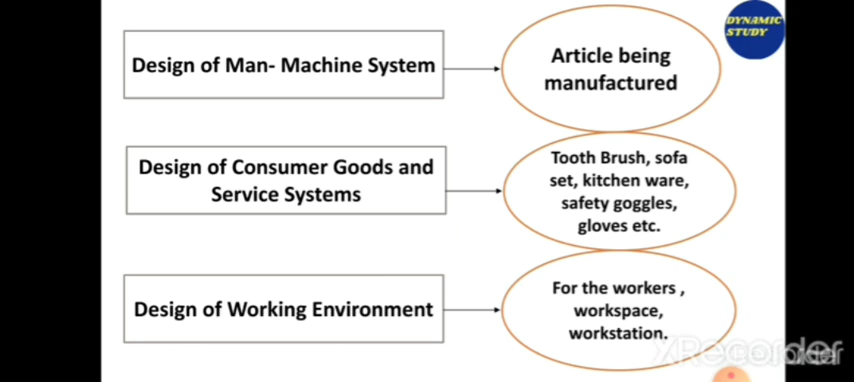 DYNAMIC
STUDY
Design of Man- Machine System
Article being
manufactured
Design of Consumer Goods and
Service Systems
Tooth Brush, sofa
set, kitchen ware,
safety goggles,
gloves etc.
Design of Working Environment
For the workers ,
workspace,
workstation.
XRecorder